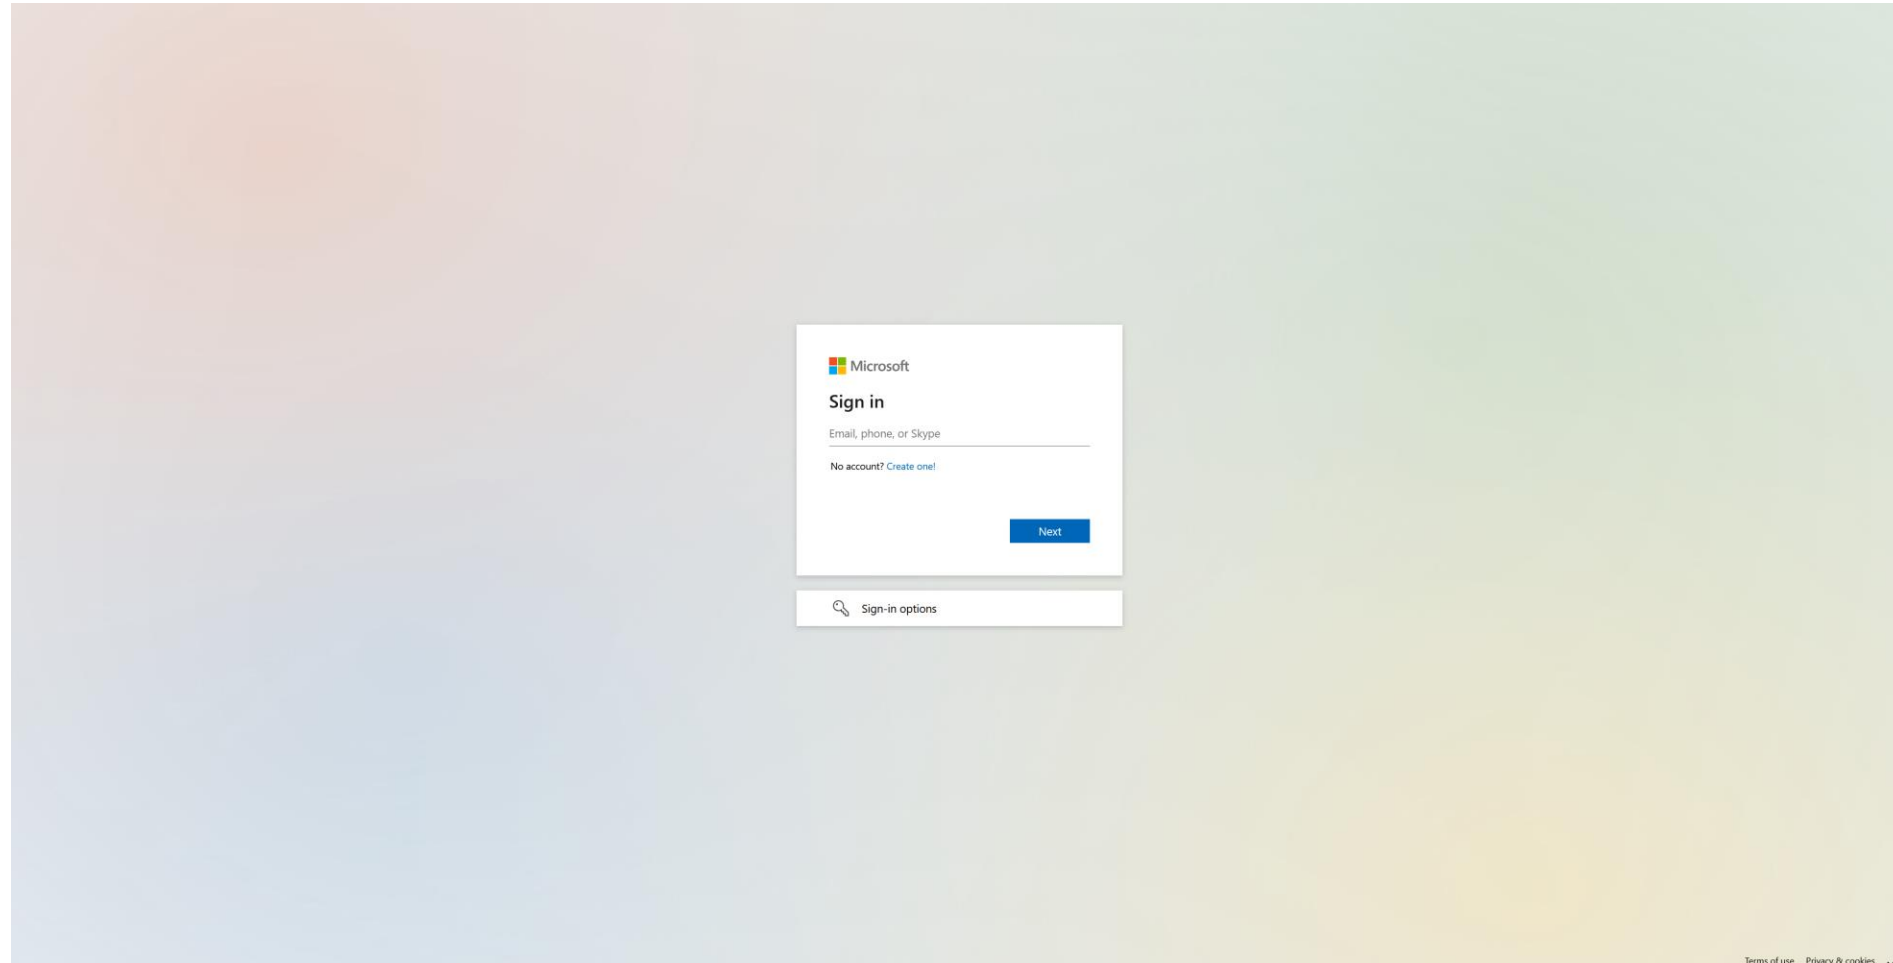 Microsoft
Sign in
Email, phone, or Skype
No account? Create one!
Next
Sign-in options
Terms of use Privacy & cookies